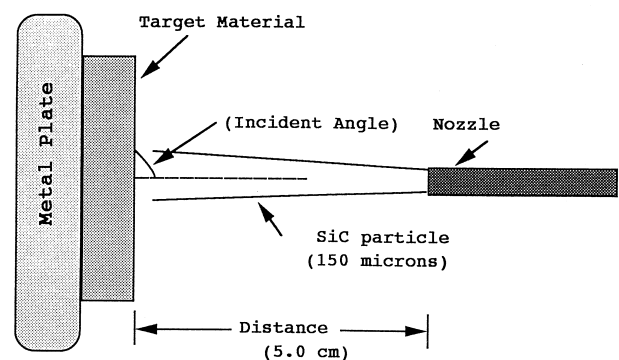 Target Material
Metal Plate
(Incident Angle)
Nozzle
SiC particle
(150 microns)
Distance
(5.0 cm)